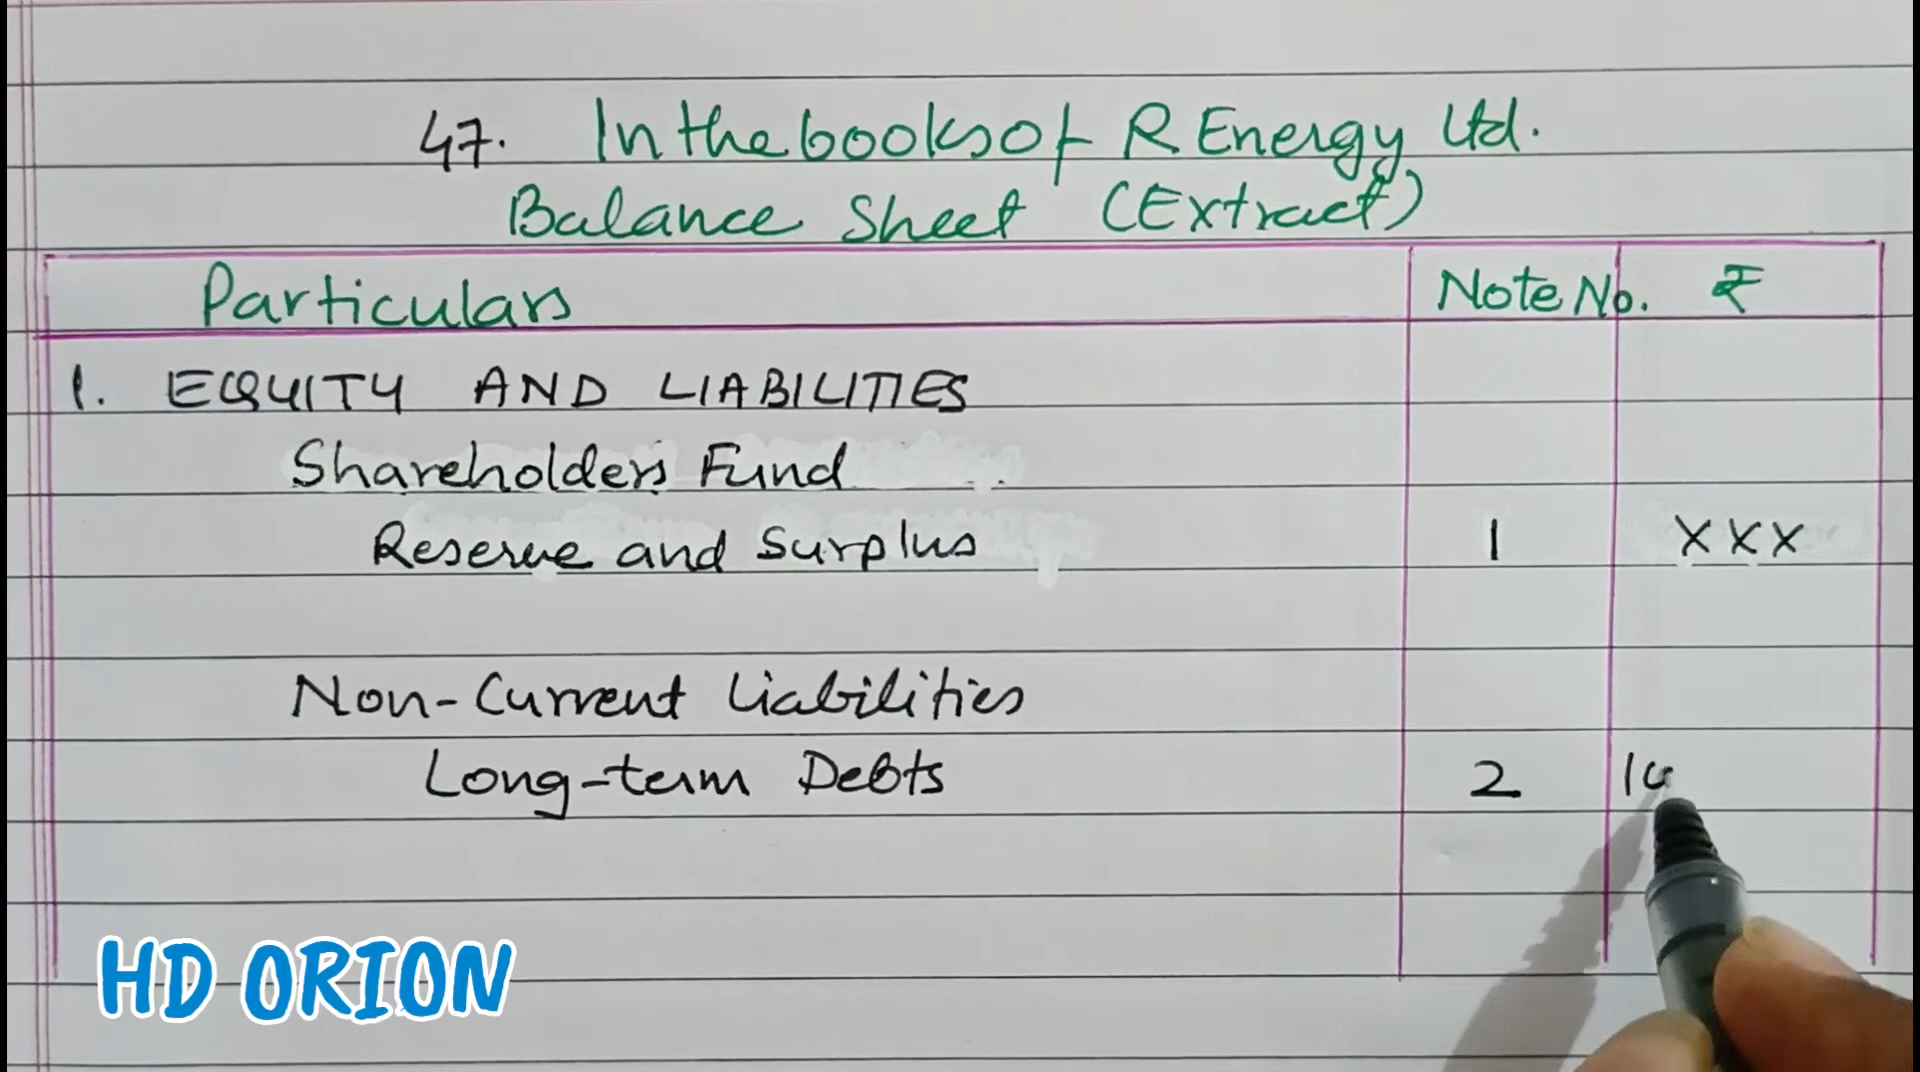 47. In the books of R Energy Ltd.
Balance Sheet (Extract)
Particulars Note No. ₹
1. EQUITY AND LIABILITIES
Shareholders Fund
Reserve and Surplus 1 XXX
Non-Current Liabilities
Long-term Debts 2
HD ORION